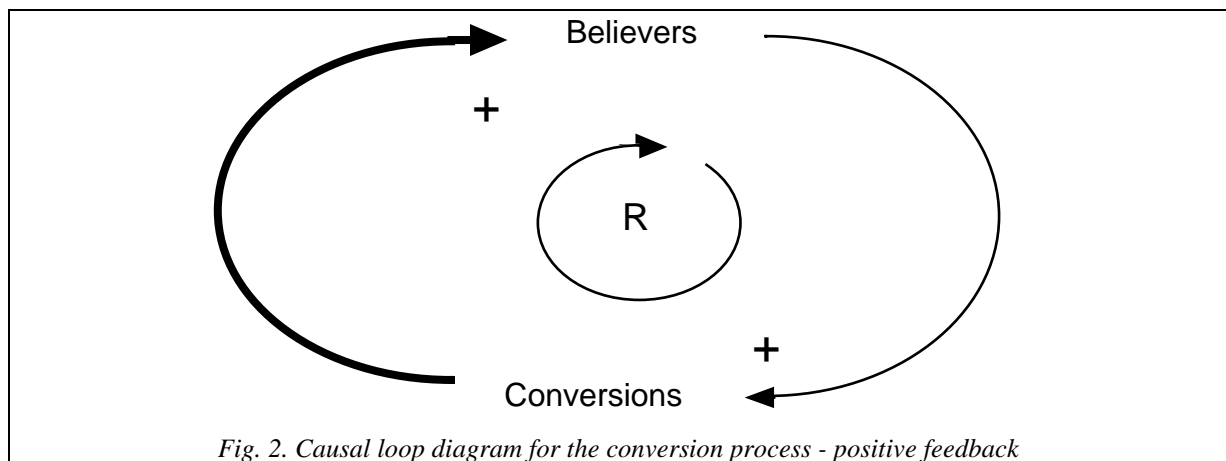 Believers
+
R
+
Conversions
Fig. 2. Causal loop diagram for the conversion process - positive feedback